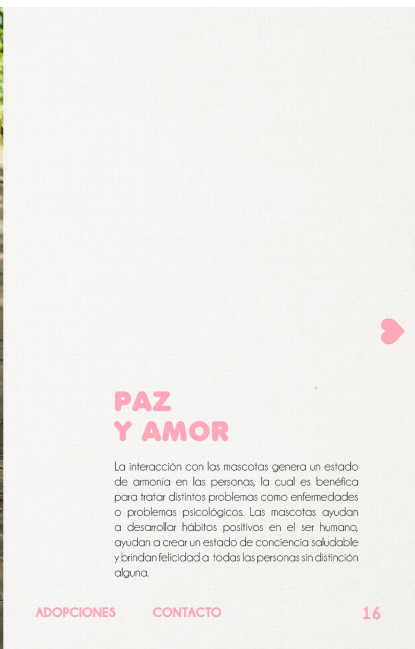 PAZ
Y AMOR
La interacción con las mascotas genera un estado
de armonía en las personas, la cual es benéfica
para tratar distintos problemas como enfermedades
o problemas psicológicos. Las mascotas ayudan
a desarrollar hábitos positivos en el ser humano,
ayudan a crear un estado de conciencia saludable
y brindan felicidad a todas las personas sin distinción
alguna.
ADOPCIONES CONTACTO 16